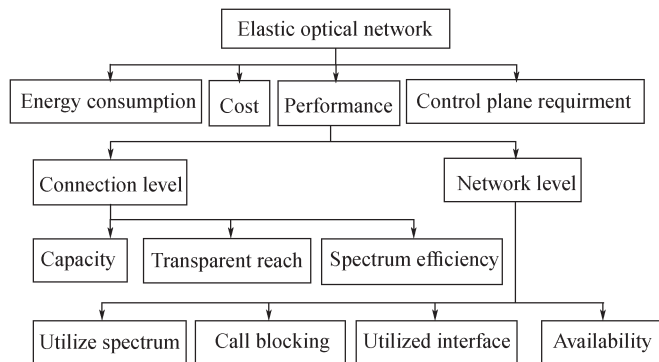 Elastic optical network
Energy consumption
Cost
Performance
Control plane requirment
Connection level
Network level
Capacity
Transparent reach
Spectrum efficiency
Utilize spectrum
Call blocking
Utilized interface
Availability